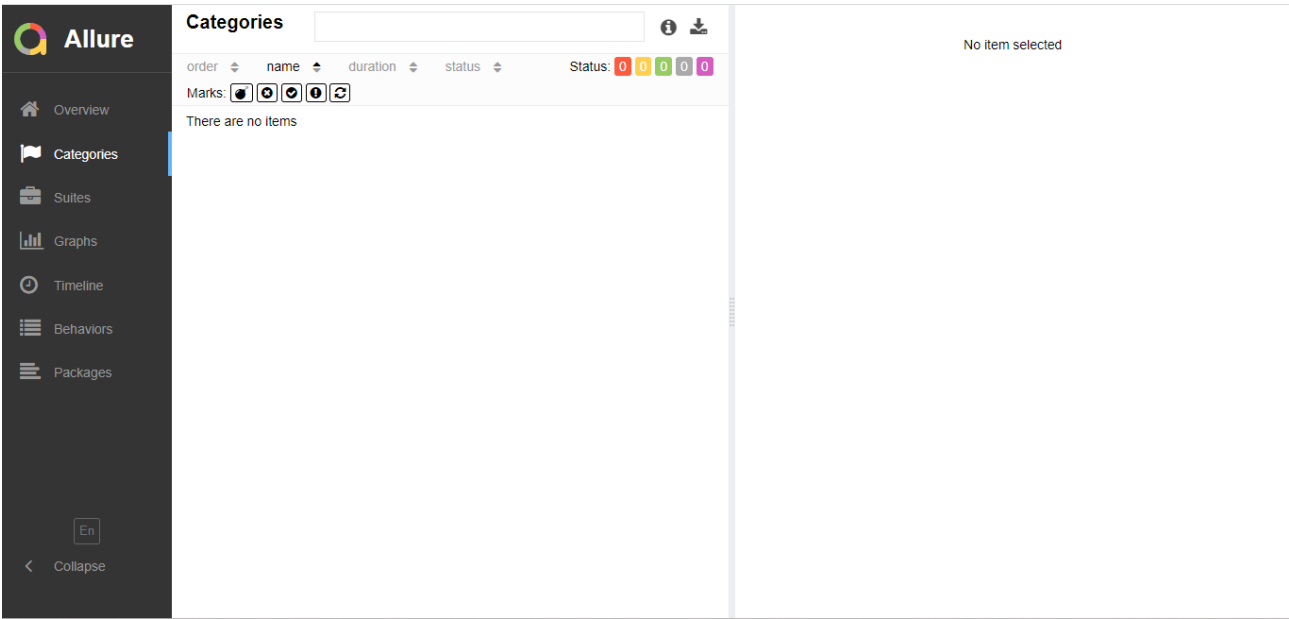 Allure
Overview
Categories
Suites
Graphs
Timeline
Behaviors
Packages
En
Collapse
Categories
order name duration status Status: 0 0 0 0 0
Marks:
There are no items
No item selected